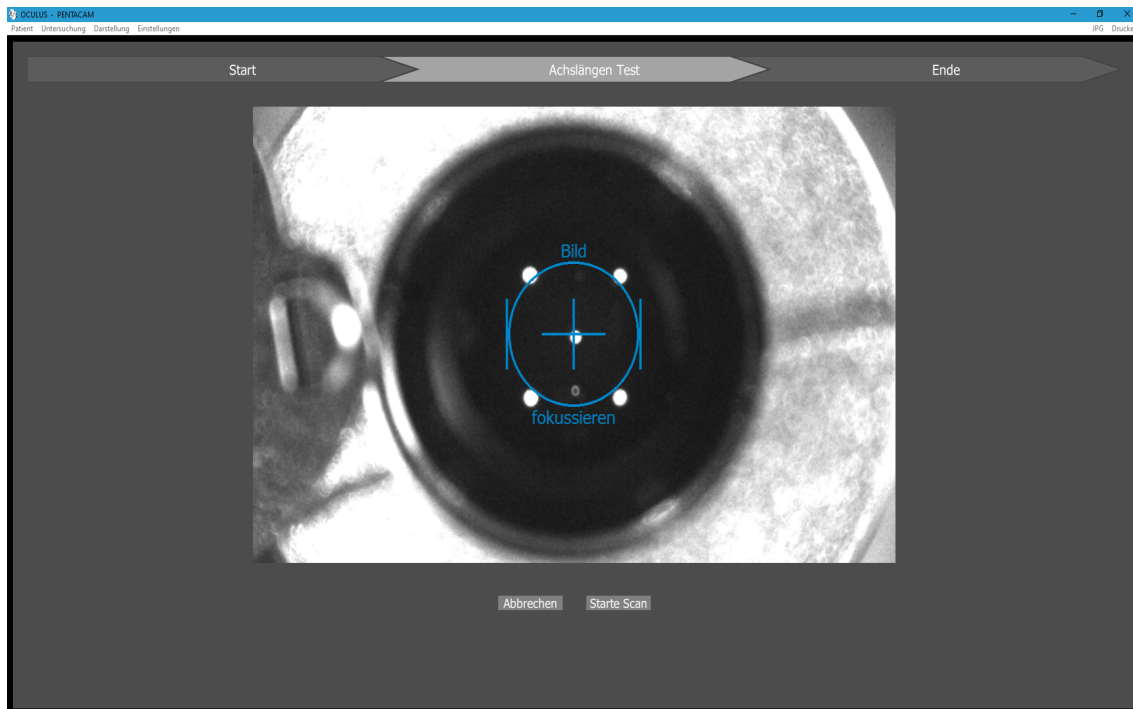 OCULUS - PENTACAM
Patient Untersuchung Darstellung Einstellungen JPG Drucke
Start Achslängen Test Ende
Bild
fokussieren
Abbrechen Starte Scan